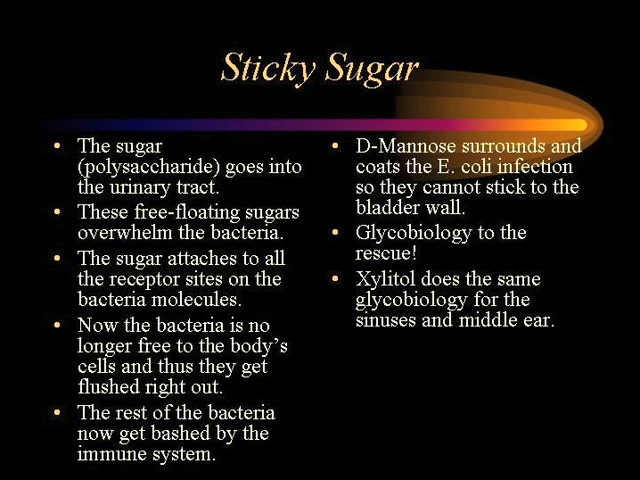 Sticky Sugar
• The sugar
(polysaccharide) goes into
the urinary tract.
• These free-floating sugars
overwhelm the bacteria.
• The sugar attaches to all
the receptor sites on the
bacteria molecules.
• Now the bacteria is no
longer free to the body's
cells and thus they get
flushed right out.
• The rest of the bacteria
now get bashed by the
immune system.
• D-Mannose surrounds and
coats the E. coli infection
so they cannot stick to the
bladder wall.
• Glycobiology to the
rescue!
• Xylitol does the same
glycobiology for the
sinuses and middle ear.